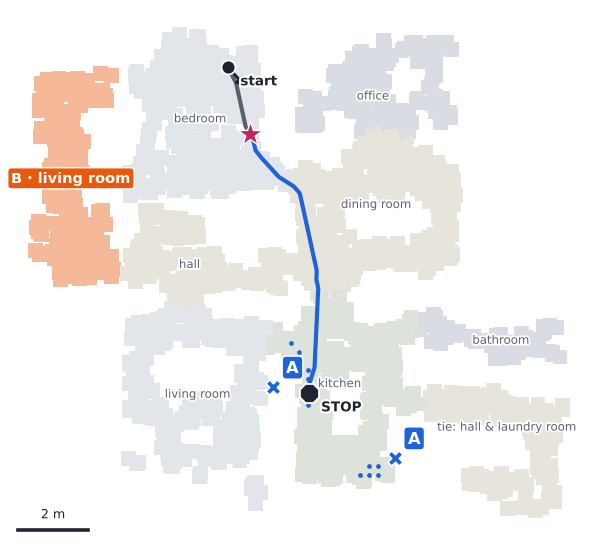 start
office
bedroom
B · living room
dining room
hall
bathroom
A
kitchen
living room
STOP
tie: hall & laundry room
A
2 m